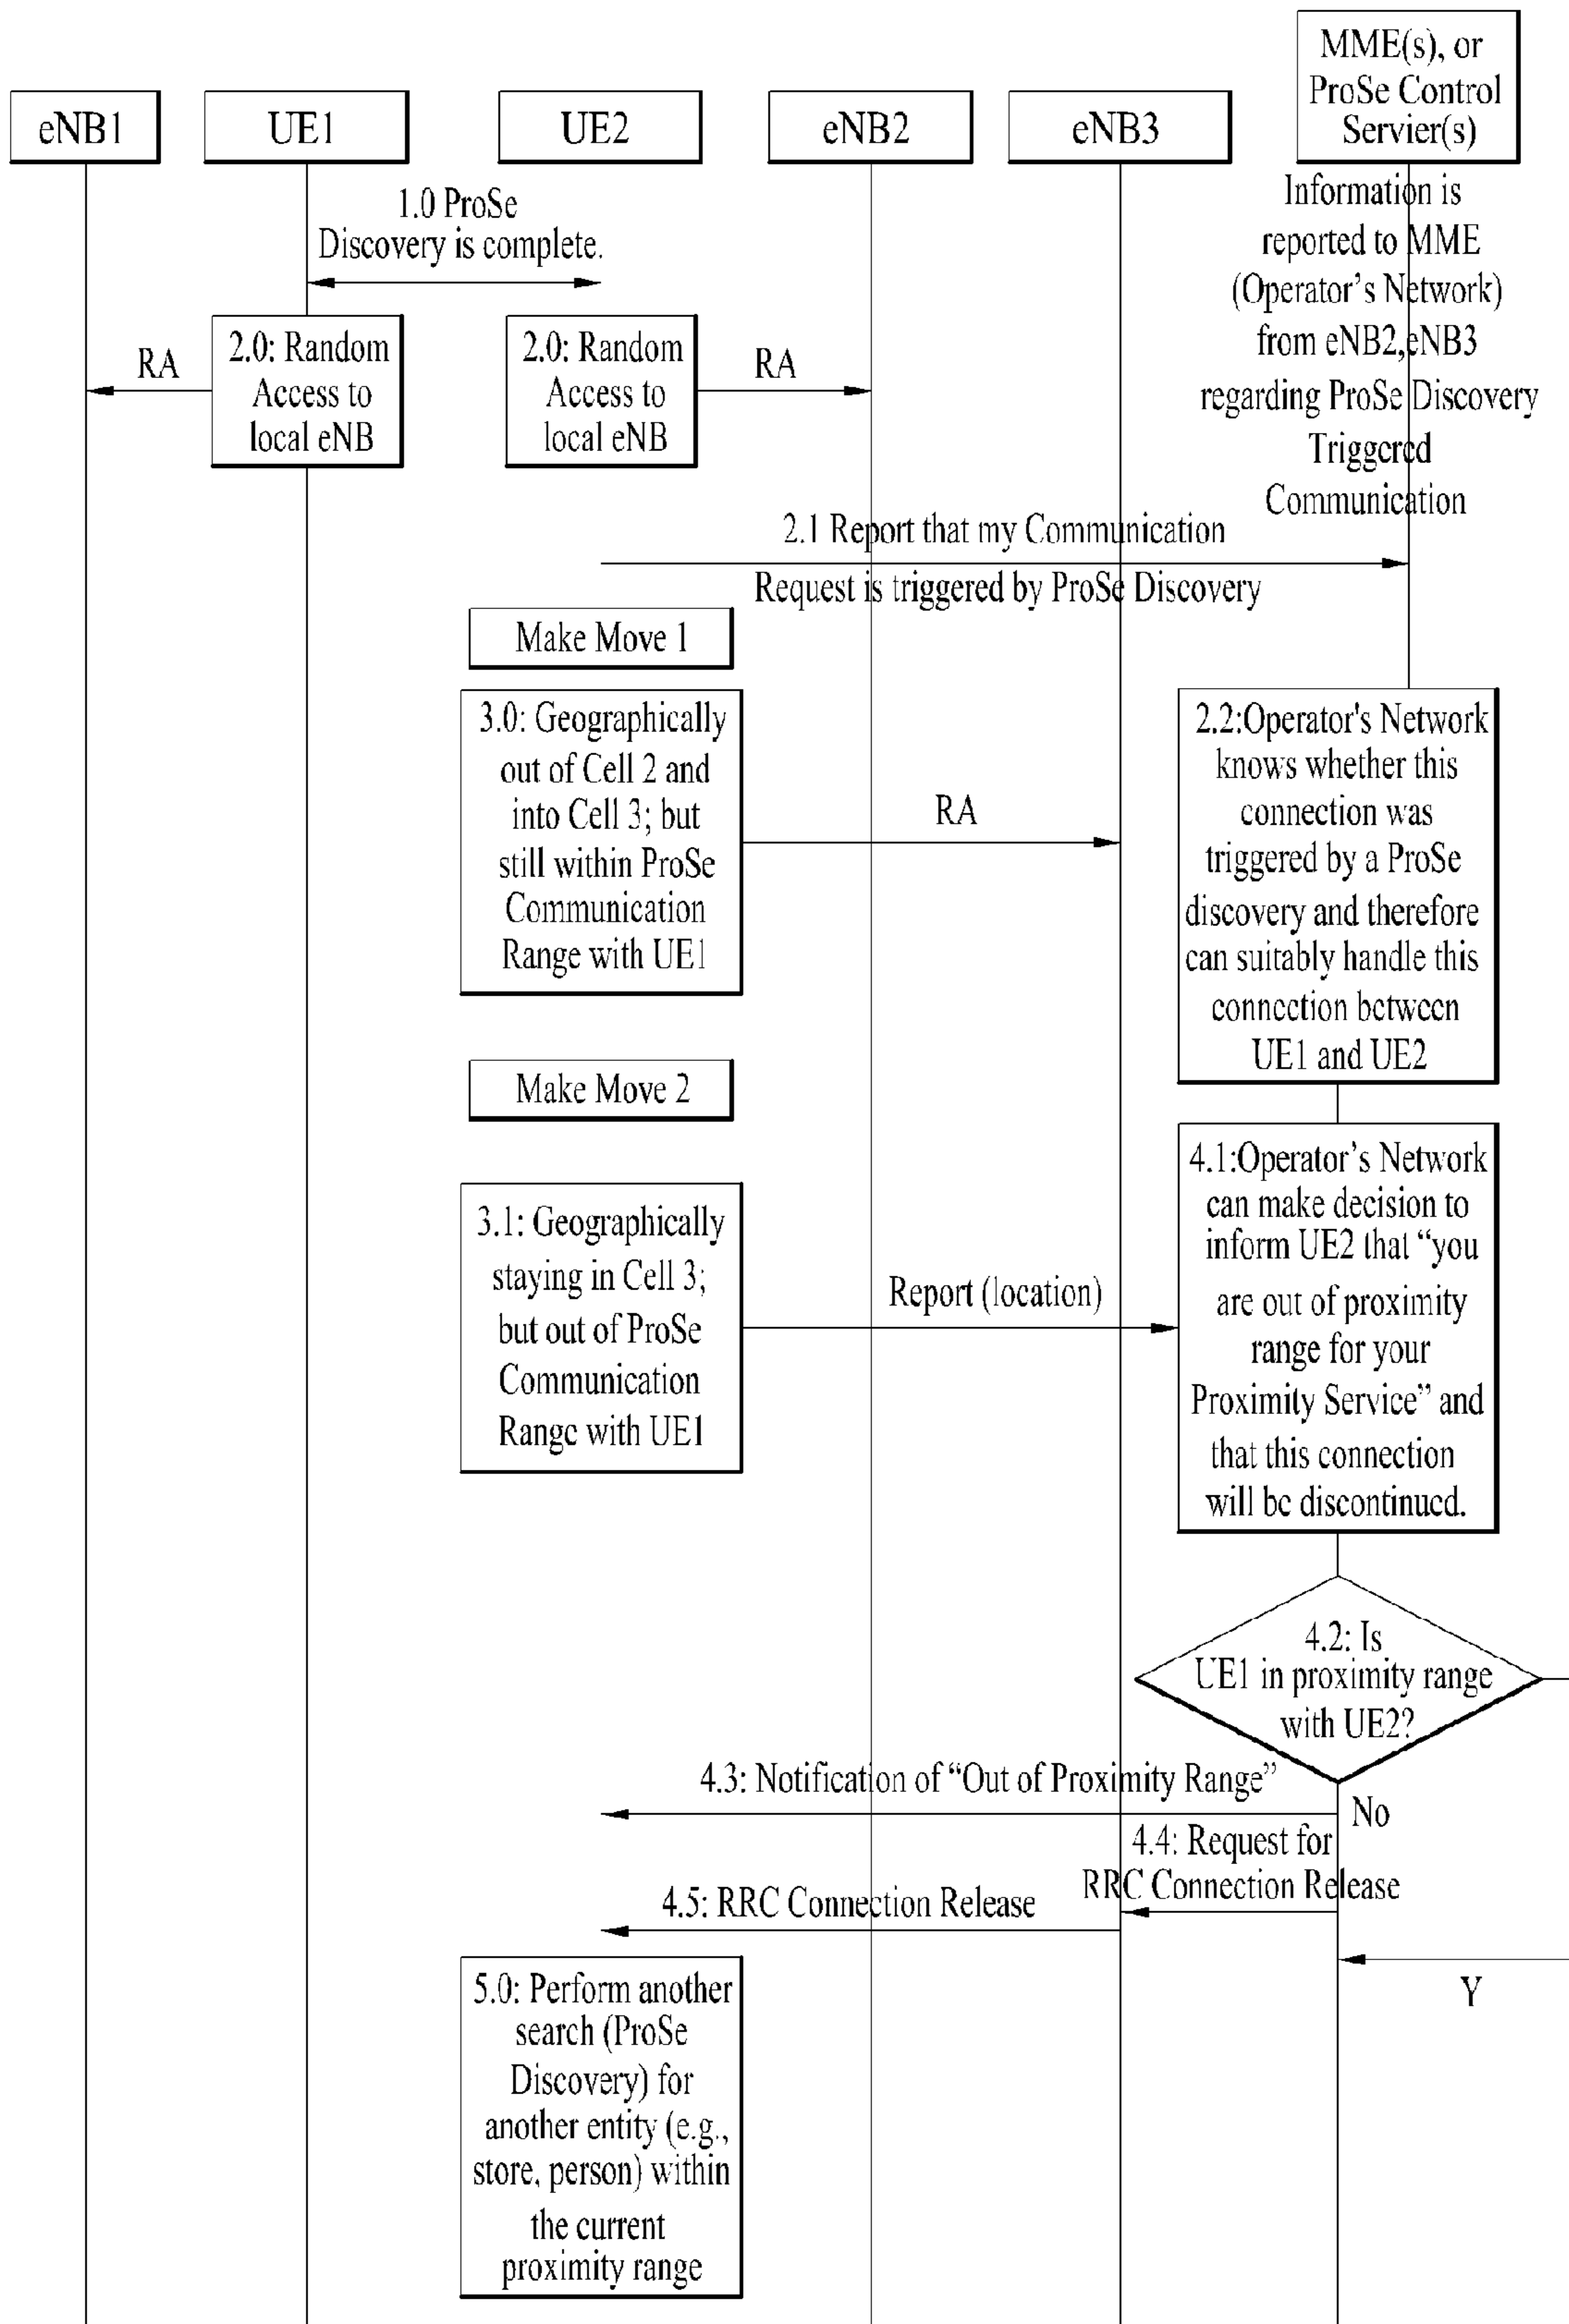 MME(s), or
ProSe Control
Servier(s)
eNB1
UE1
UE2
eNB2
eNB3
1.0 ProSe
Discovery is complete.
Information is
reported to MME
(Operator's Network)
from eNB2,eNB3
regarding ProSe Discovery
Triggered
Communication
RA
2.0: Random
Access to
local eNB
2.0: Random
Access to
local eNB
RA
2.1 Report that my Communication
Request is triggered by ProSe Discovery
Make Move 1
3.0: Geographically
out of Cell 2 and
into Cell 3; but
still within ProSe
Communication
Range with UE1
RA
2.2:Operator's Network
knows whether this
connection was
triggered by a ProSe
discovery and therefore
can suitably handle this
connection between
UE1 and UE2
Make Move 2
3.1: Geographically
staying in Cell 3;
but out of ProSe
Communication
Range with UE1
Report (location)
4.1:Operator's Network
can make decision to
inform UE2 that “you
are out of proximity
range for your
Proximity Service” and
that this connection
will be discontinued.
4.2: Is
UE1 in proximity range
with UE2?
4.3: Notification of “Out of Proximity Range”
No
4.4: Request for
RRC Connection Release
4.5: RRC Connection Release
Y
5.0: Perform another
search (ProSe
Discovery) for
another entity (e.g.,
store, person) within
the current
proximity range